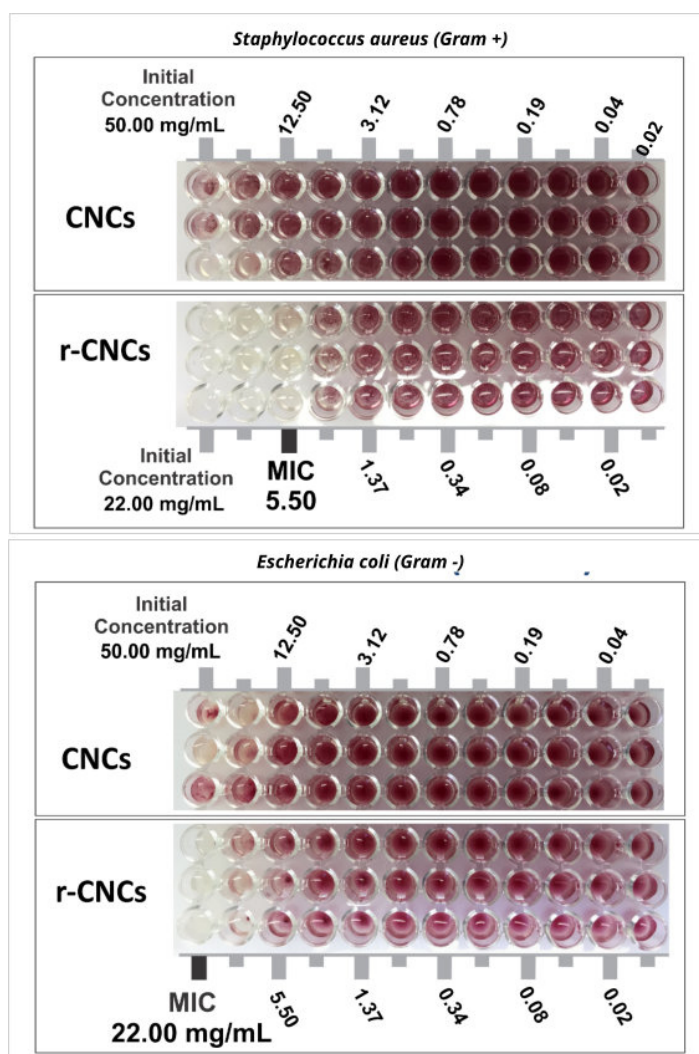 Staphylococcus aureus (Gram +)
Initial
Concentration
50.00 mg/mL
12.50
3.12
0.78
0.19
0.04
0.02
CNCs
r-CNCs
Initial
Concentration
22.00 mg/mL
MIC
5.50
1.37
0.34
0.08
0.02
Escherichia coli (Gram -)
Initial
Concentration
50.00 mg/mL
12.50
3.12
0.78
0.19
0.04
CNCs
r-CNCs
MIC
22.00 mg/mL
5.50
1.37
0.34
0.08
0.02